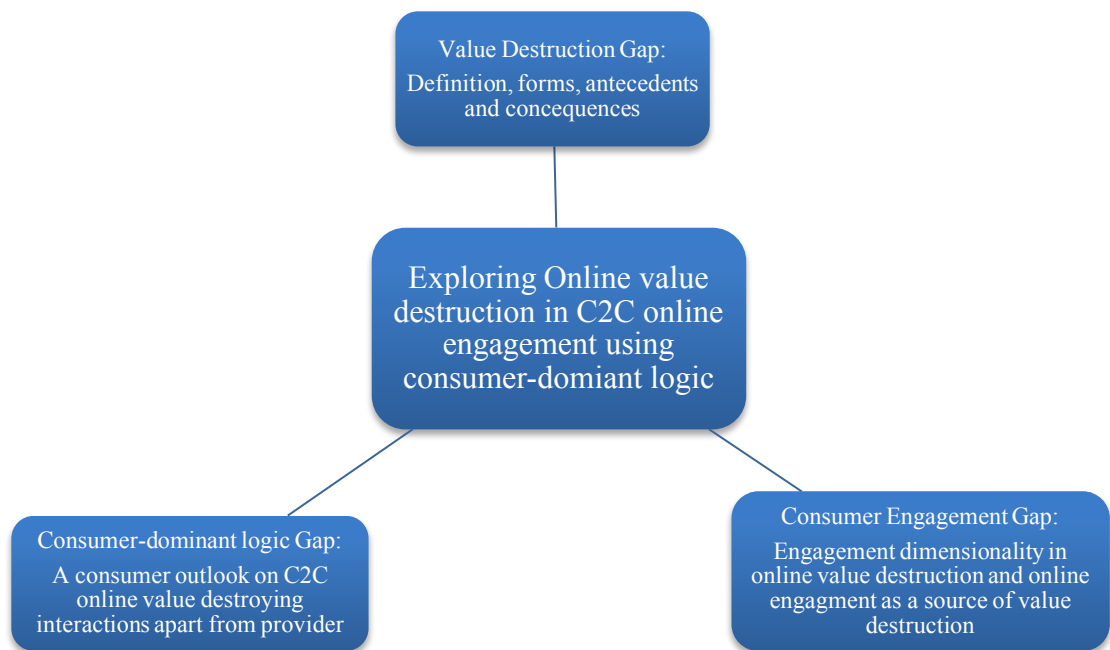 Value Destruction Gap:
Definition, forms, antecedents
and concequences
Exploring Online value
destruction in C2C online
engagement using
consumer-domiant logic
Consumer-dominant logic Gap:
A consumer outlook on C2C
online value destroying
interactions apart from provider
Consumer Engagement Gap:
Engagement dimensionality in
online value destruction and online
engagment as a source of value
destruction